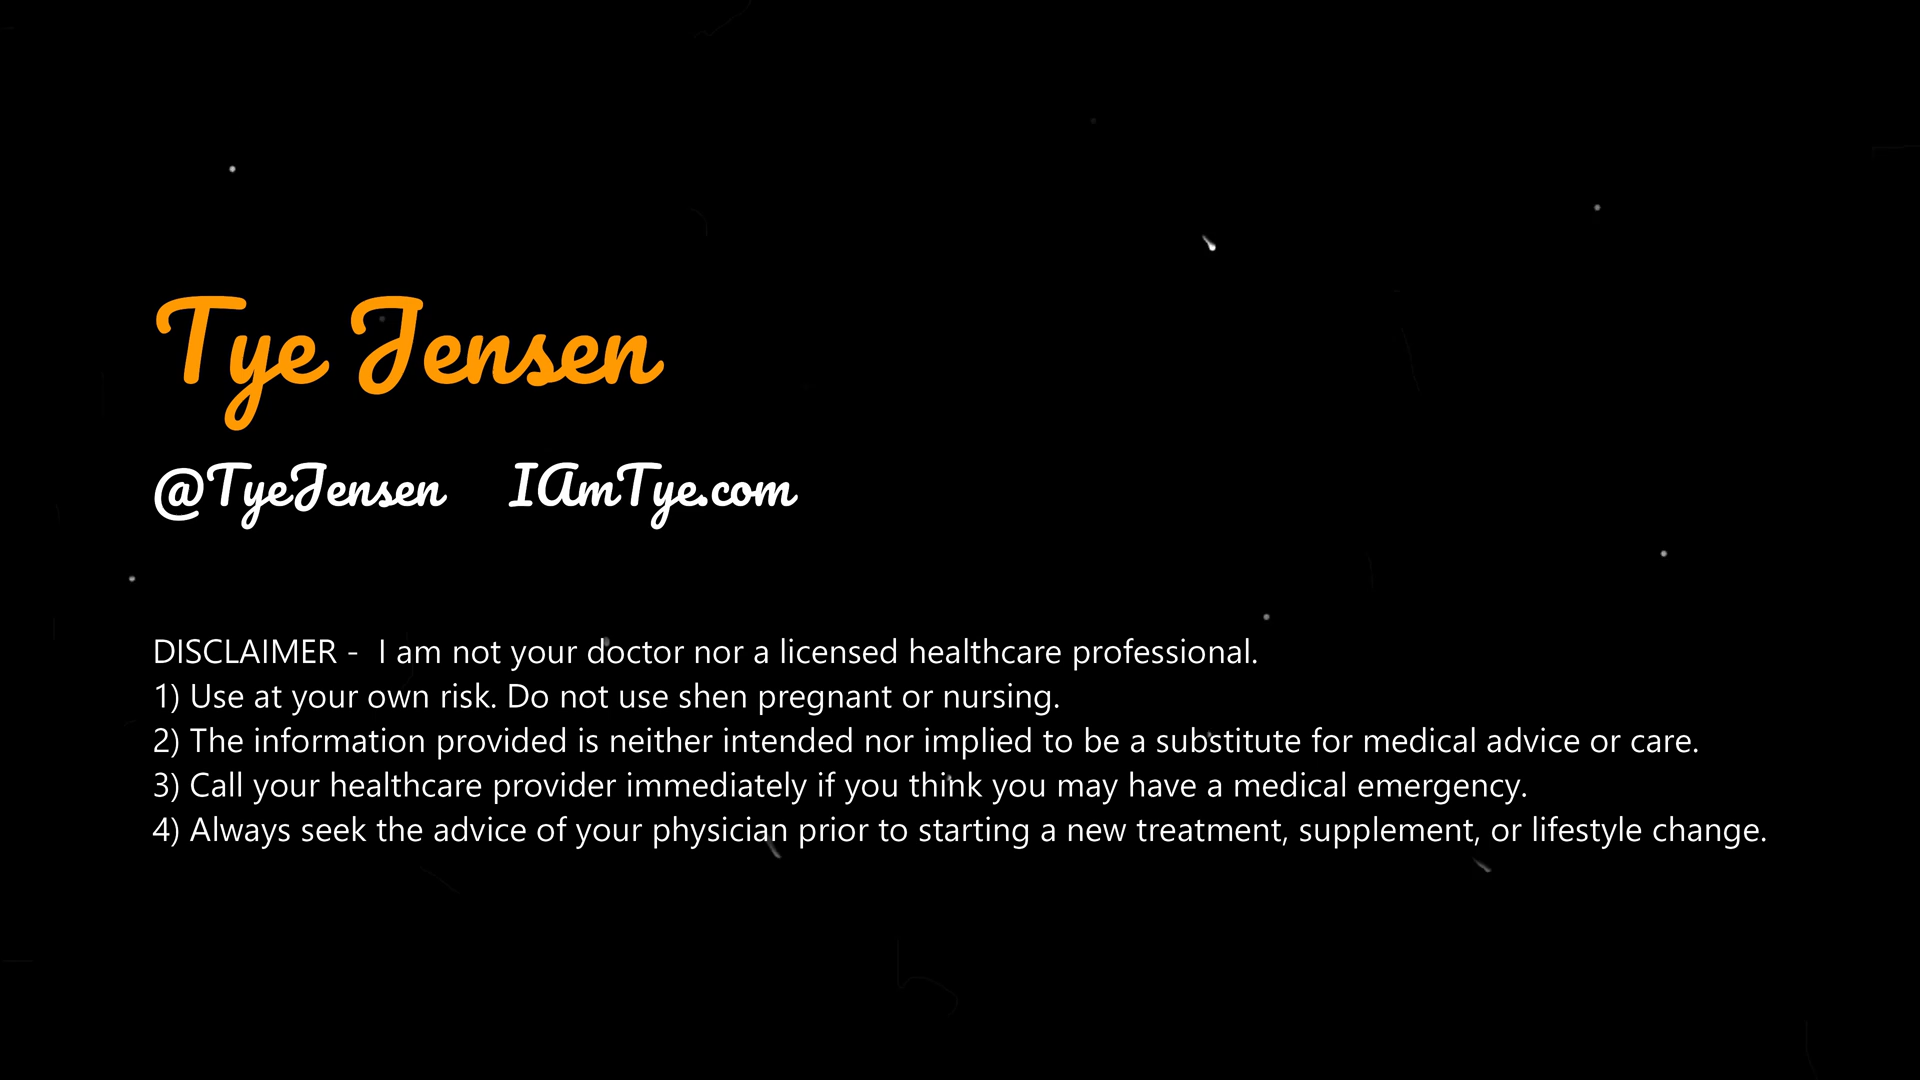 Tye Jensen
@TyeJensen IAmTye.com
DISCLAIMER - I am not your doctor nor a licensed healthcare professional.
1) Use at your own risk. Do not use shen pregnant or nursing.
2) The information provided is neither intended nor implied to be a substitute for medical advice or care.
3) Call your healthcare provider immediately if you think you may have a medical emergency.
4) Always seek the advice of your physician prior to starting a new treatment, supplement, or lifestyle change.